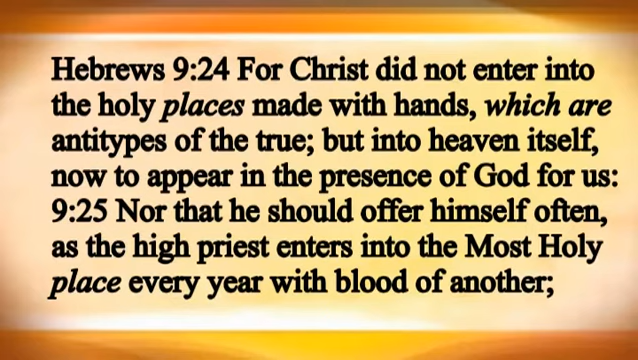 Hebrews 9:24 For Christ did not enter into
the holy places made with hands, which are
antitypes of the true; but into heaven itself,
now to appear in the presence of God for us:
9:25 Nor that he should offer himself often,
as the high priest enters into the Most Holy
place every year with blood of another;